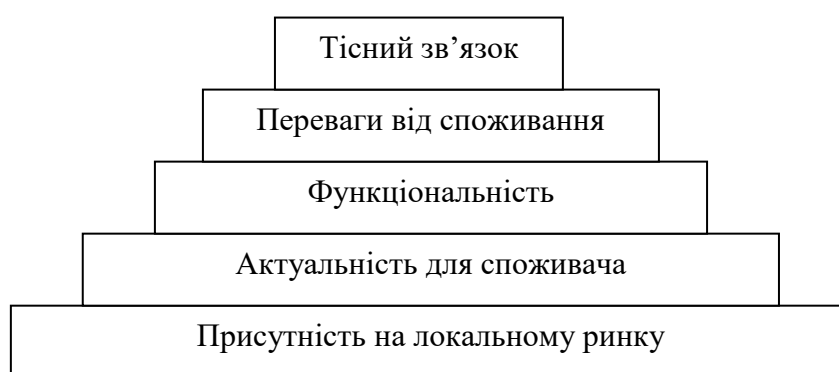 Тісний зв’язок
Переваги від споживання
Функціональність
Актуальність для споживача
Присутність на локальному ринку